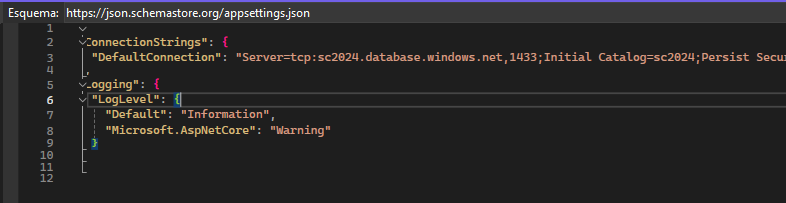 Esquema: https://json.schemastore.org/appsettings.json
1
2 ConnectionStrings": {
3 "DefaultConnection": "Server=tcp:sc2024.database.windows.net,1433;Initial Catalog=sc2024;Persist Secu
4 ,
5 ogging": {
6 "LogLevel": {
7 "Default": "Information",
8 "Microsoft.AspNetCore": "Warning"
9 }
10
11
12